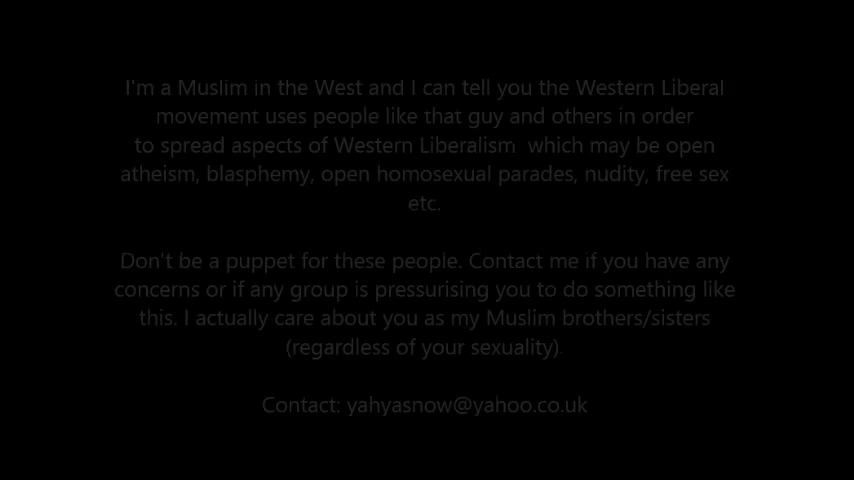 I'm a Muslim in the West and I can tell you the Western Liberal
movement uses people like that guy and others in order
to spread aspects of Western Liberalism which may be open
atheism, blasphemy, open homosexual parades, nudity, free sex
etc.
Don't be a puppet for these people. Contact me if you have any
concerns or if any group is pressurising you to do something like
this. I actually care about you as my Muslim brothers/sisters
(regardless of your sexuality).
Contact: yahyasnow@yahoo.co.uk